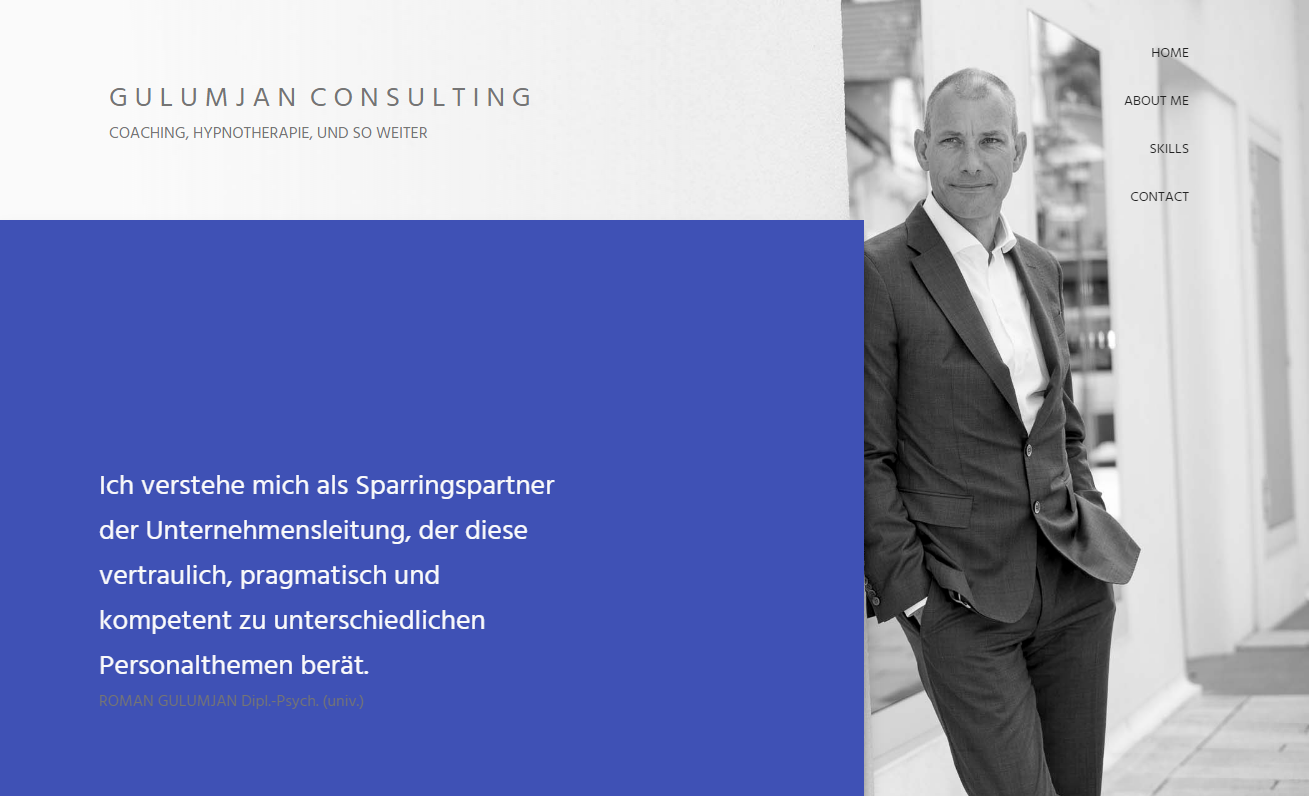 GULUMJAN CONSULTING
COACHING, HYPNOTHERAPIE, UND SO WEITER
HOME
ABOUT ME
SKILLS
CONTACT
Ich verstehe mich als Sparringspartner
der Unternehmensleitung, der diese
vertraulich, pragmatisch und
kompetent zu unterschiedlichen
Personalthemen berät.
ROMAN GULUMJAN Dipl.-Psych. (univ.)